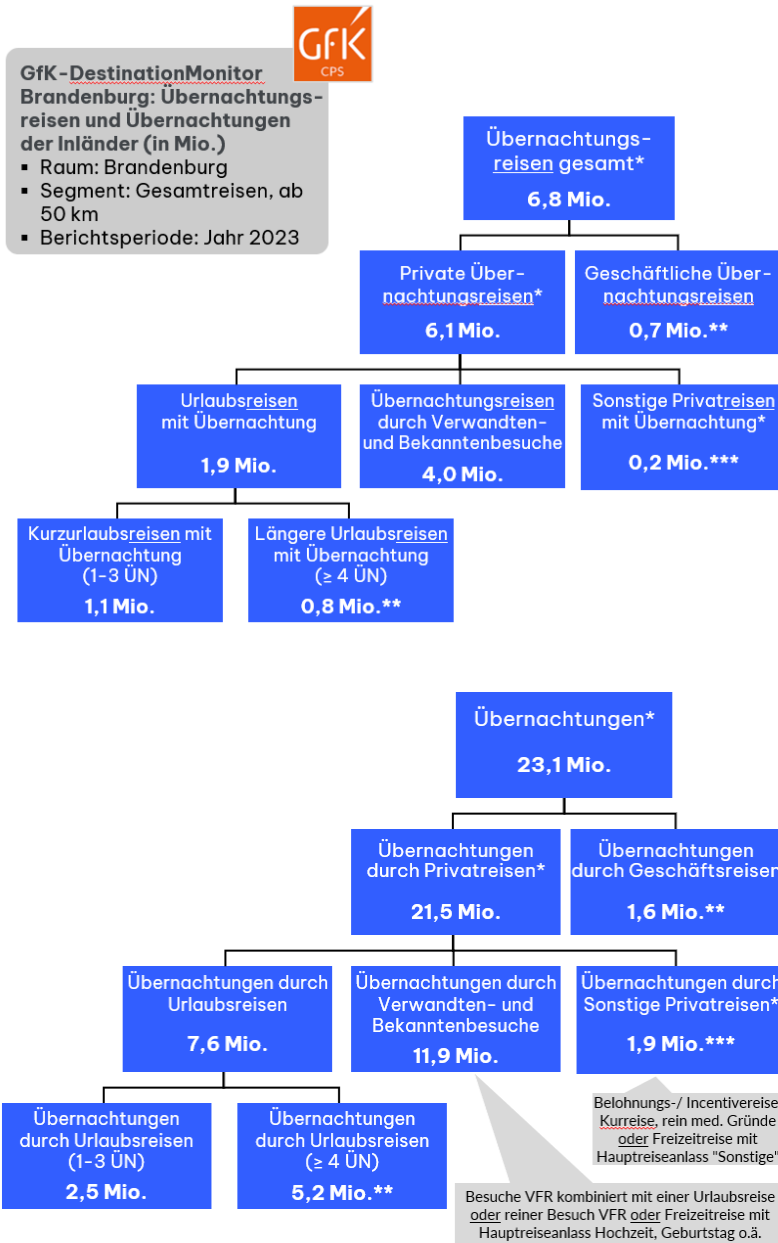 GfK
CPS
GfK-DestinationMonitor
Brandenburg: Übernachtungs-
reisen und Übernachtungen
der Inländer (in Mio.)
▪ Raum: Brandenburg
▪ Segment: Gesamtreisen, ab
50 km
▪ Berichtsperiode: Jahr 2023
Übernachtungs-
reisen gesamt*
6,8 Mio.
Private Über-
nachtungsreisen*
6,1 Mio.
Geschäftliche Über-
nachtungsreisen
0,7 Mio.**
Urlaubsreisen
mit Übernachtung
1,9 Mio.
Übernachtungsreisen
durch Verwandten-
und Bekanntenbesuche
4,0 Mio.
Sonstige Privatreisen
mit Übernachtung*
0,2 Mio.***
Kurzurlaubsreisen mit
Übernachtung
(1-3 ÜN)
1,1 Mio.
Längere Urlaubsreisen
mit Übernachtung
(≥ 4 ÜN)
0,8 Mio.**
Übernachtungen*
23,1 Mio.
Übernachtungen
durch Privatreisen*
21,5 Mio.
Übernachtungen
durch Geschäftsreisen
1,6 Mio.**
Übernachtungen durch
Urlaubsreisen
7,6 Mio.
Übernachtungen durch
Verwandten- und
Bekanntenbesuche
11,9 Mio.
Übernachtungen durch
Sonstige Privatreisen*
1,9 Mio.***
Übernachtungen
durch Urlaubsreisen
(1-3 ÜN)
2,5 Mio.
Übernachtungen
durch Urlaubsreisen
(≥ 4 ÜN)
5,2 Mio.**
Belohnungs-/ Incentivereise
Kurreise, rein med. Gründe
oder Freizeitreise mit
Hauptreiseanlass "Sonstige"
Besuche VFR kombiniert mit einer Urlaubsreise
oder reiner Besuch VFR oder Freizeitreise mit
Hauptreiseanlass Hochzeit, Geburtstag o.ä.